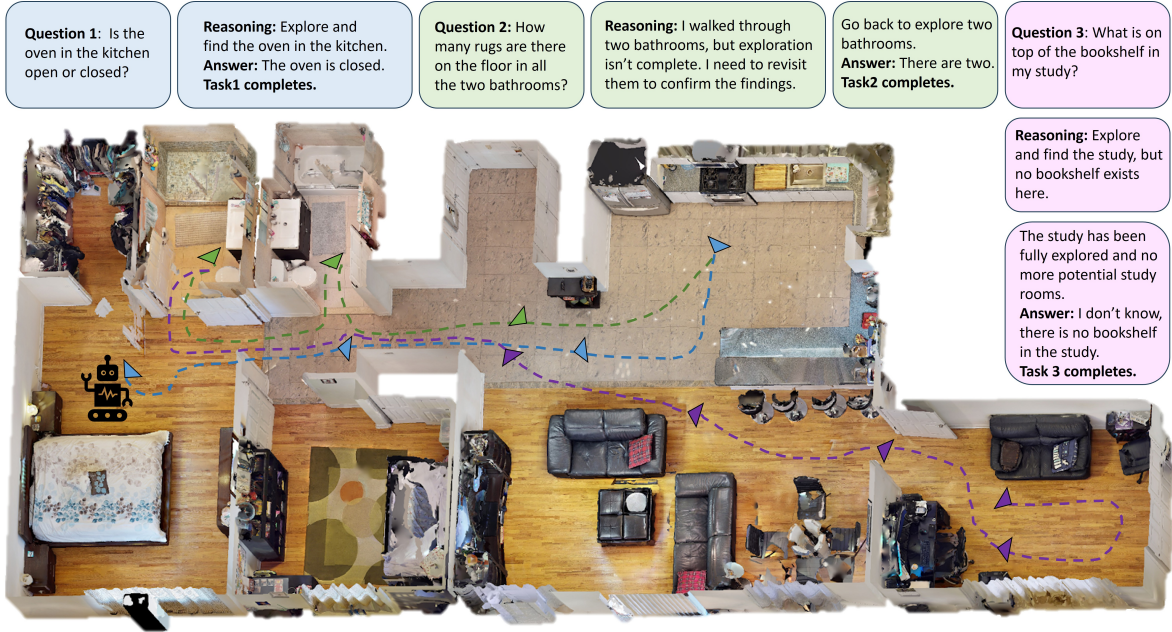 Question 1: Is the
oven in the kitchen
open or closed?
Reasoning: Explore and
find the oven in the kitchen.
Answer: The oven is closed.
Task1 completes.
Question 2: How
many rugs are there
on the floor in all
the two bathrooms?
Reasoning: I walked through
two bathrooms, but exploration
isn’t complete. I need to revisit
them to confirm the findings.
Go back to explore two
bathrooms.
Answer: There are two.
Task2 completes.
Question 3: What is on
top of the bookshelf in
my study?
Reasoning: Explore
and find the study, but
no bookshelf exists
here.
The study has been
fully explored and no
more potential study
rooms.
Answer: I don’t know,
there is no bookshelf
in the study.
Task 3 completes.